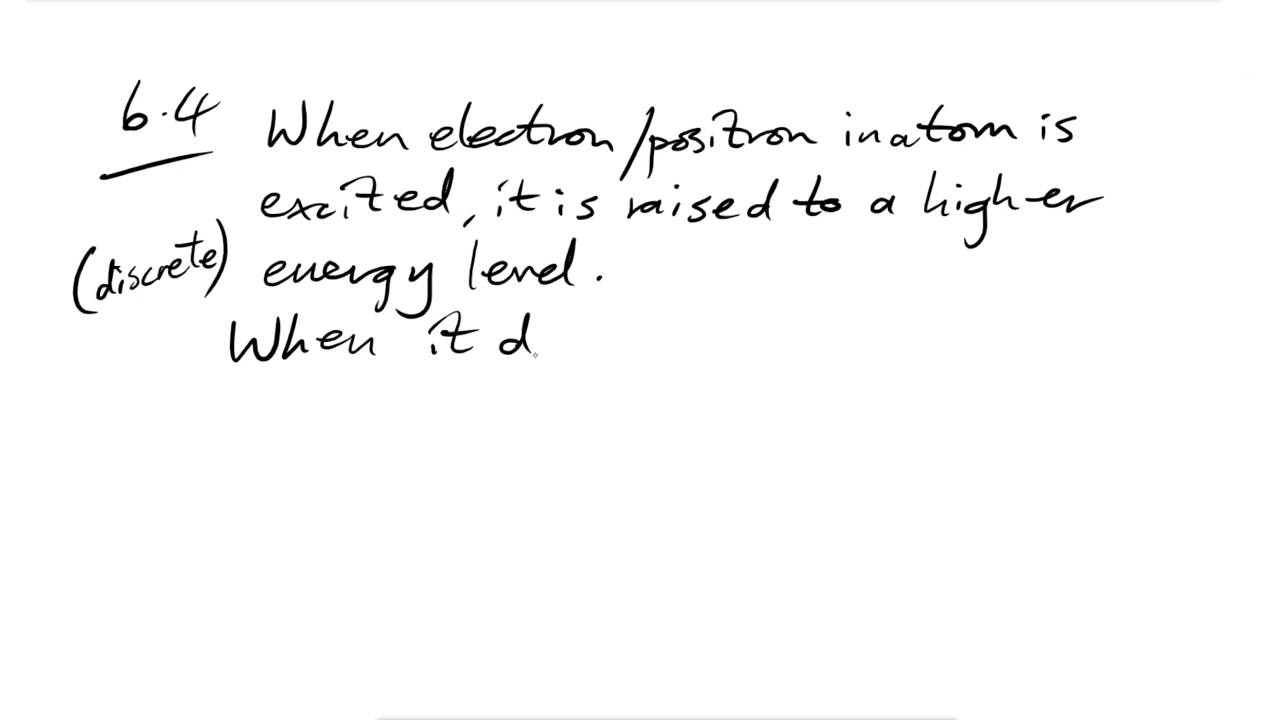 6.4 When electron/positron in atom is
excited, it is raised to a higher
(discrete) energy level.
When it d